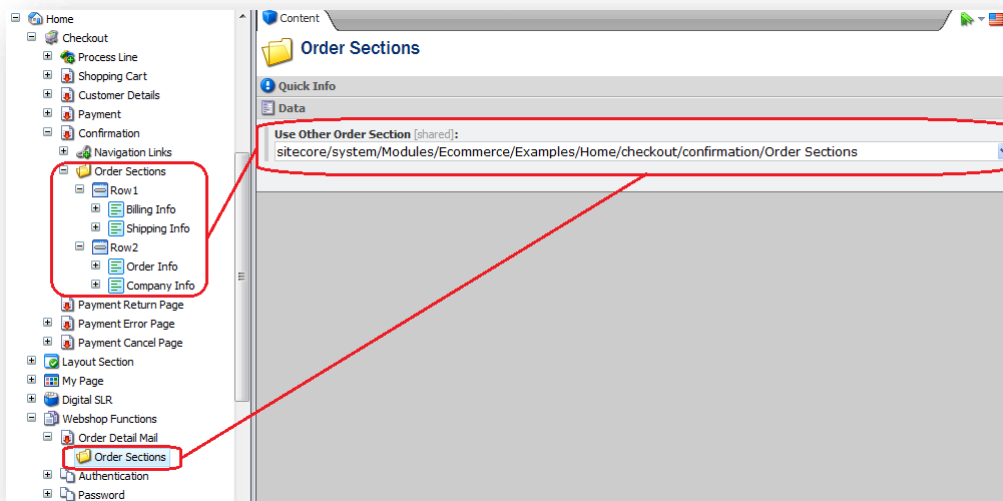 Home
Checkout
Process Line
Shopping Cart
Customer Details
Payment
Confirmation
Navigation Links
Order Sections
Row1
Billing Info
Shipping Info
Row2
Order Info
Company Info
Payment Return Page
Payment Error Page
Payment Cancel Page
Layout Section
My Page
Digital SLR
Webshop Functions
Order Detail Mail
Order Sections
Authentication
Password
Content
Order Sections
Quick Info
Data
Use Other Order Section [shared]:
sitecore/system/Modules/Ecommerce/Examples/Home/checkout/confirmation/Order Sections